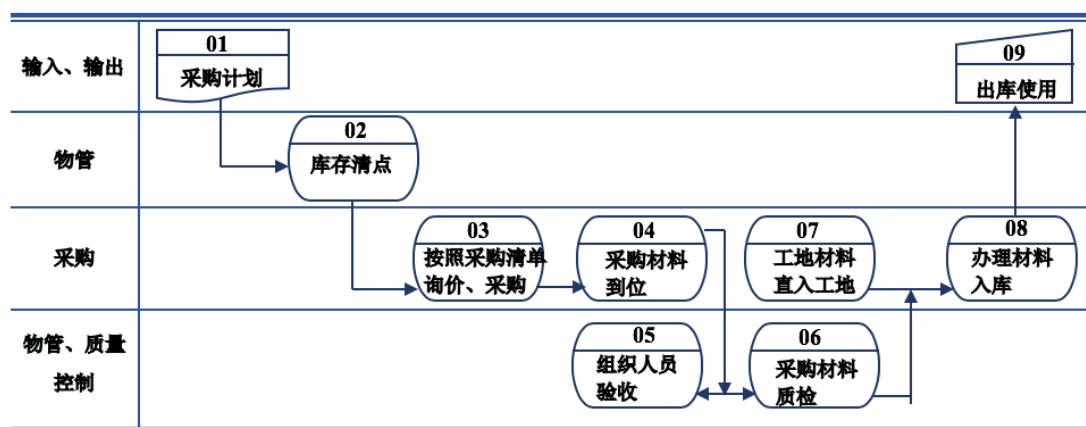 输入、输出
01
采购计划
09
出库使用
物管
02
库存清点
采购
03
按照采购清单
询价、采购
04
采购材料
到位
07
工地材料
直入工地
08
办理材料
入库
物管、质量
控制
05
组织人员
验收
06
采购材料
质检